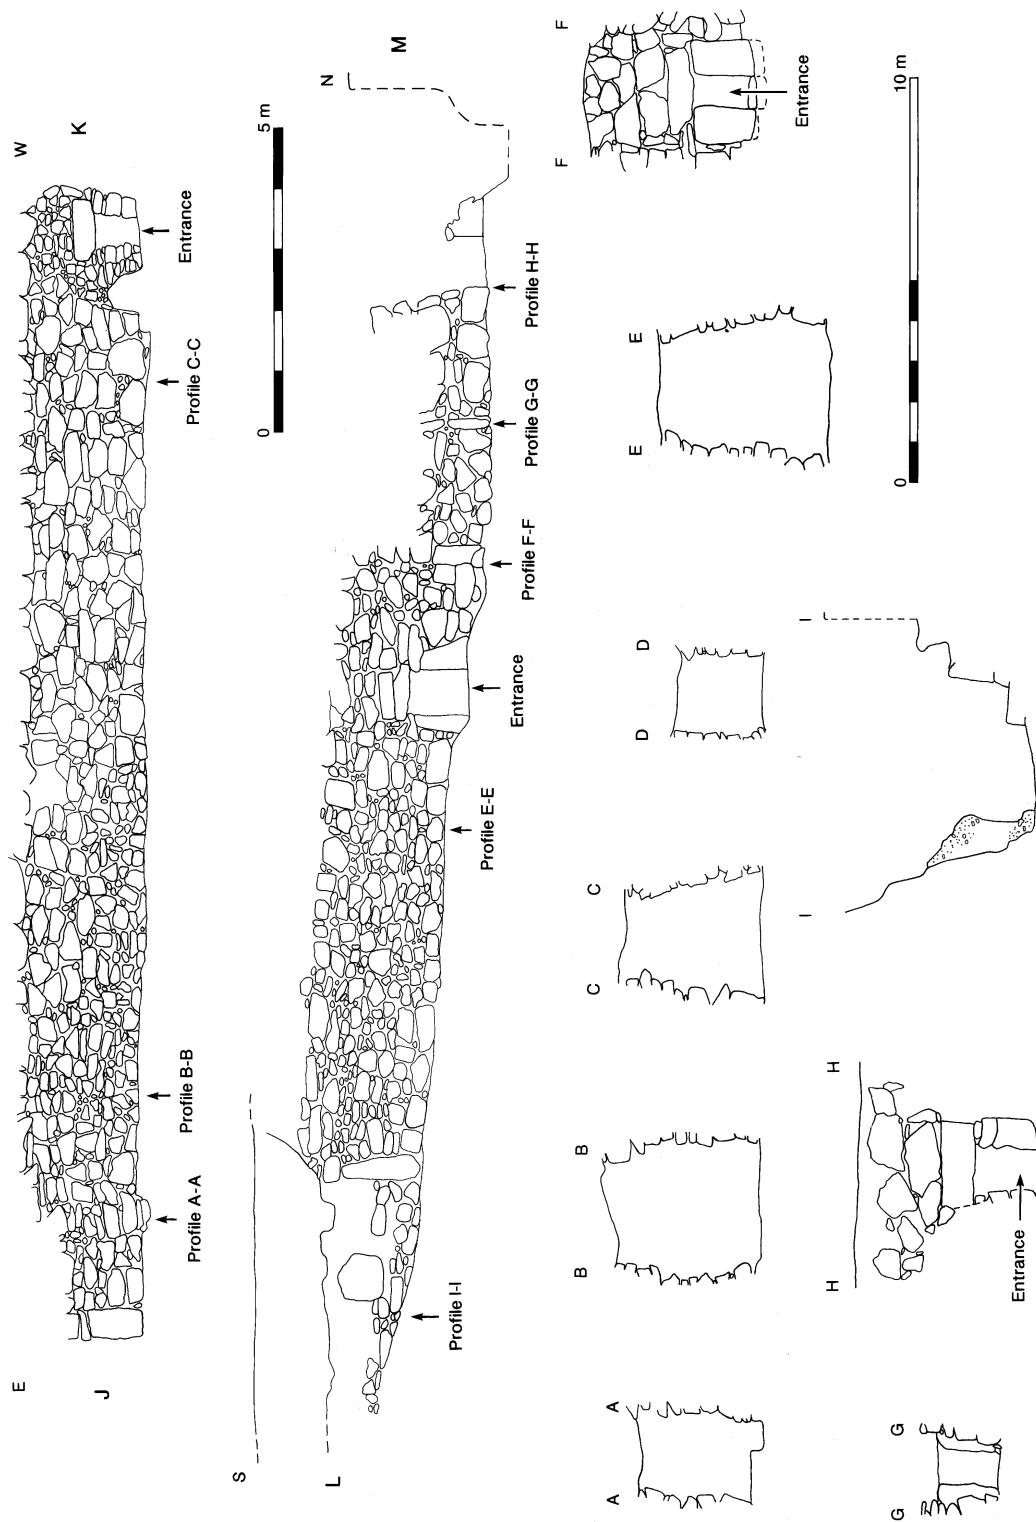 E
W
J
K
Profile A-A
Profile B-B
Profile C-C
Entrance
0
5 m
S
N
L
M
Profile I-I
Profile E-E
Entrance
Profile F-F
Profile G-G
Profile H-H
A
A
B
B
C
C
D
D
E
E
F
F
Entrance
G
G
H
H
Entrance
I
I
0
10 m